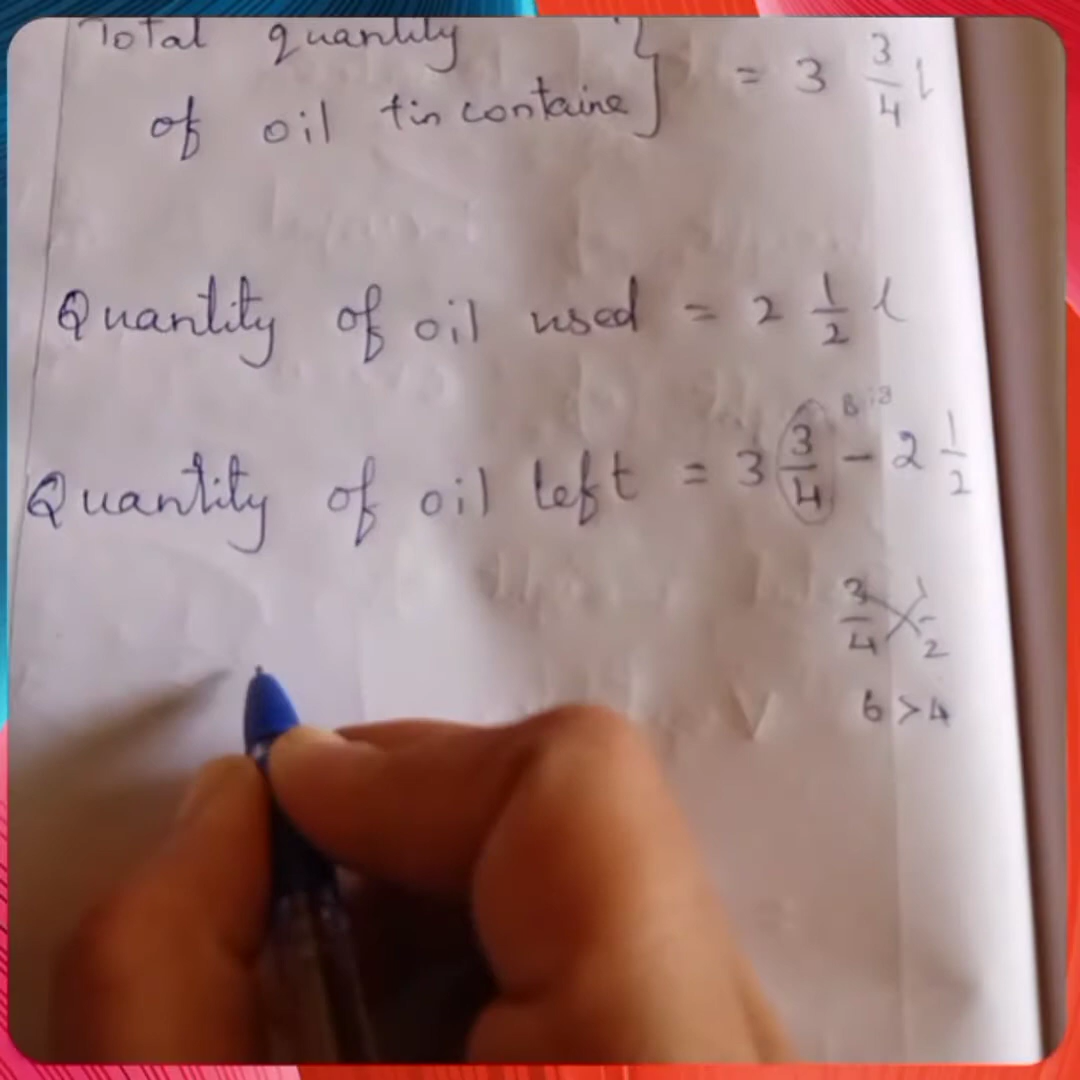 Total quantity
of oil tin containe } = 3 3/4 l
Quantity of oil used = 2 1/2 l
Big
Quantity of oil left = 3 3/4 - 2 1/2
3/4 1/2
6 > 4